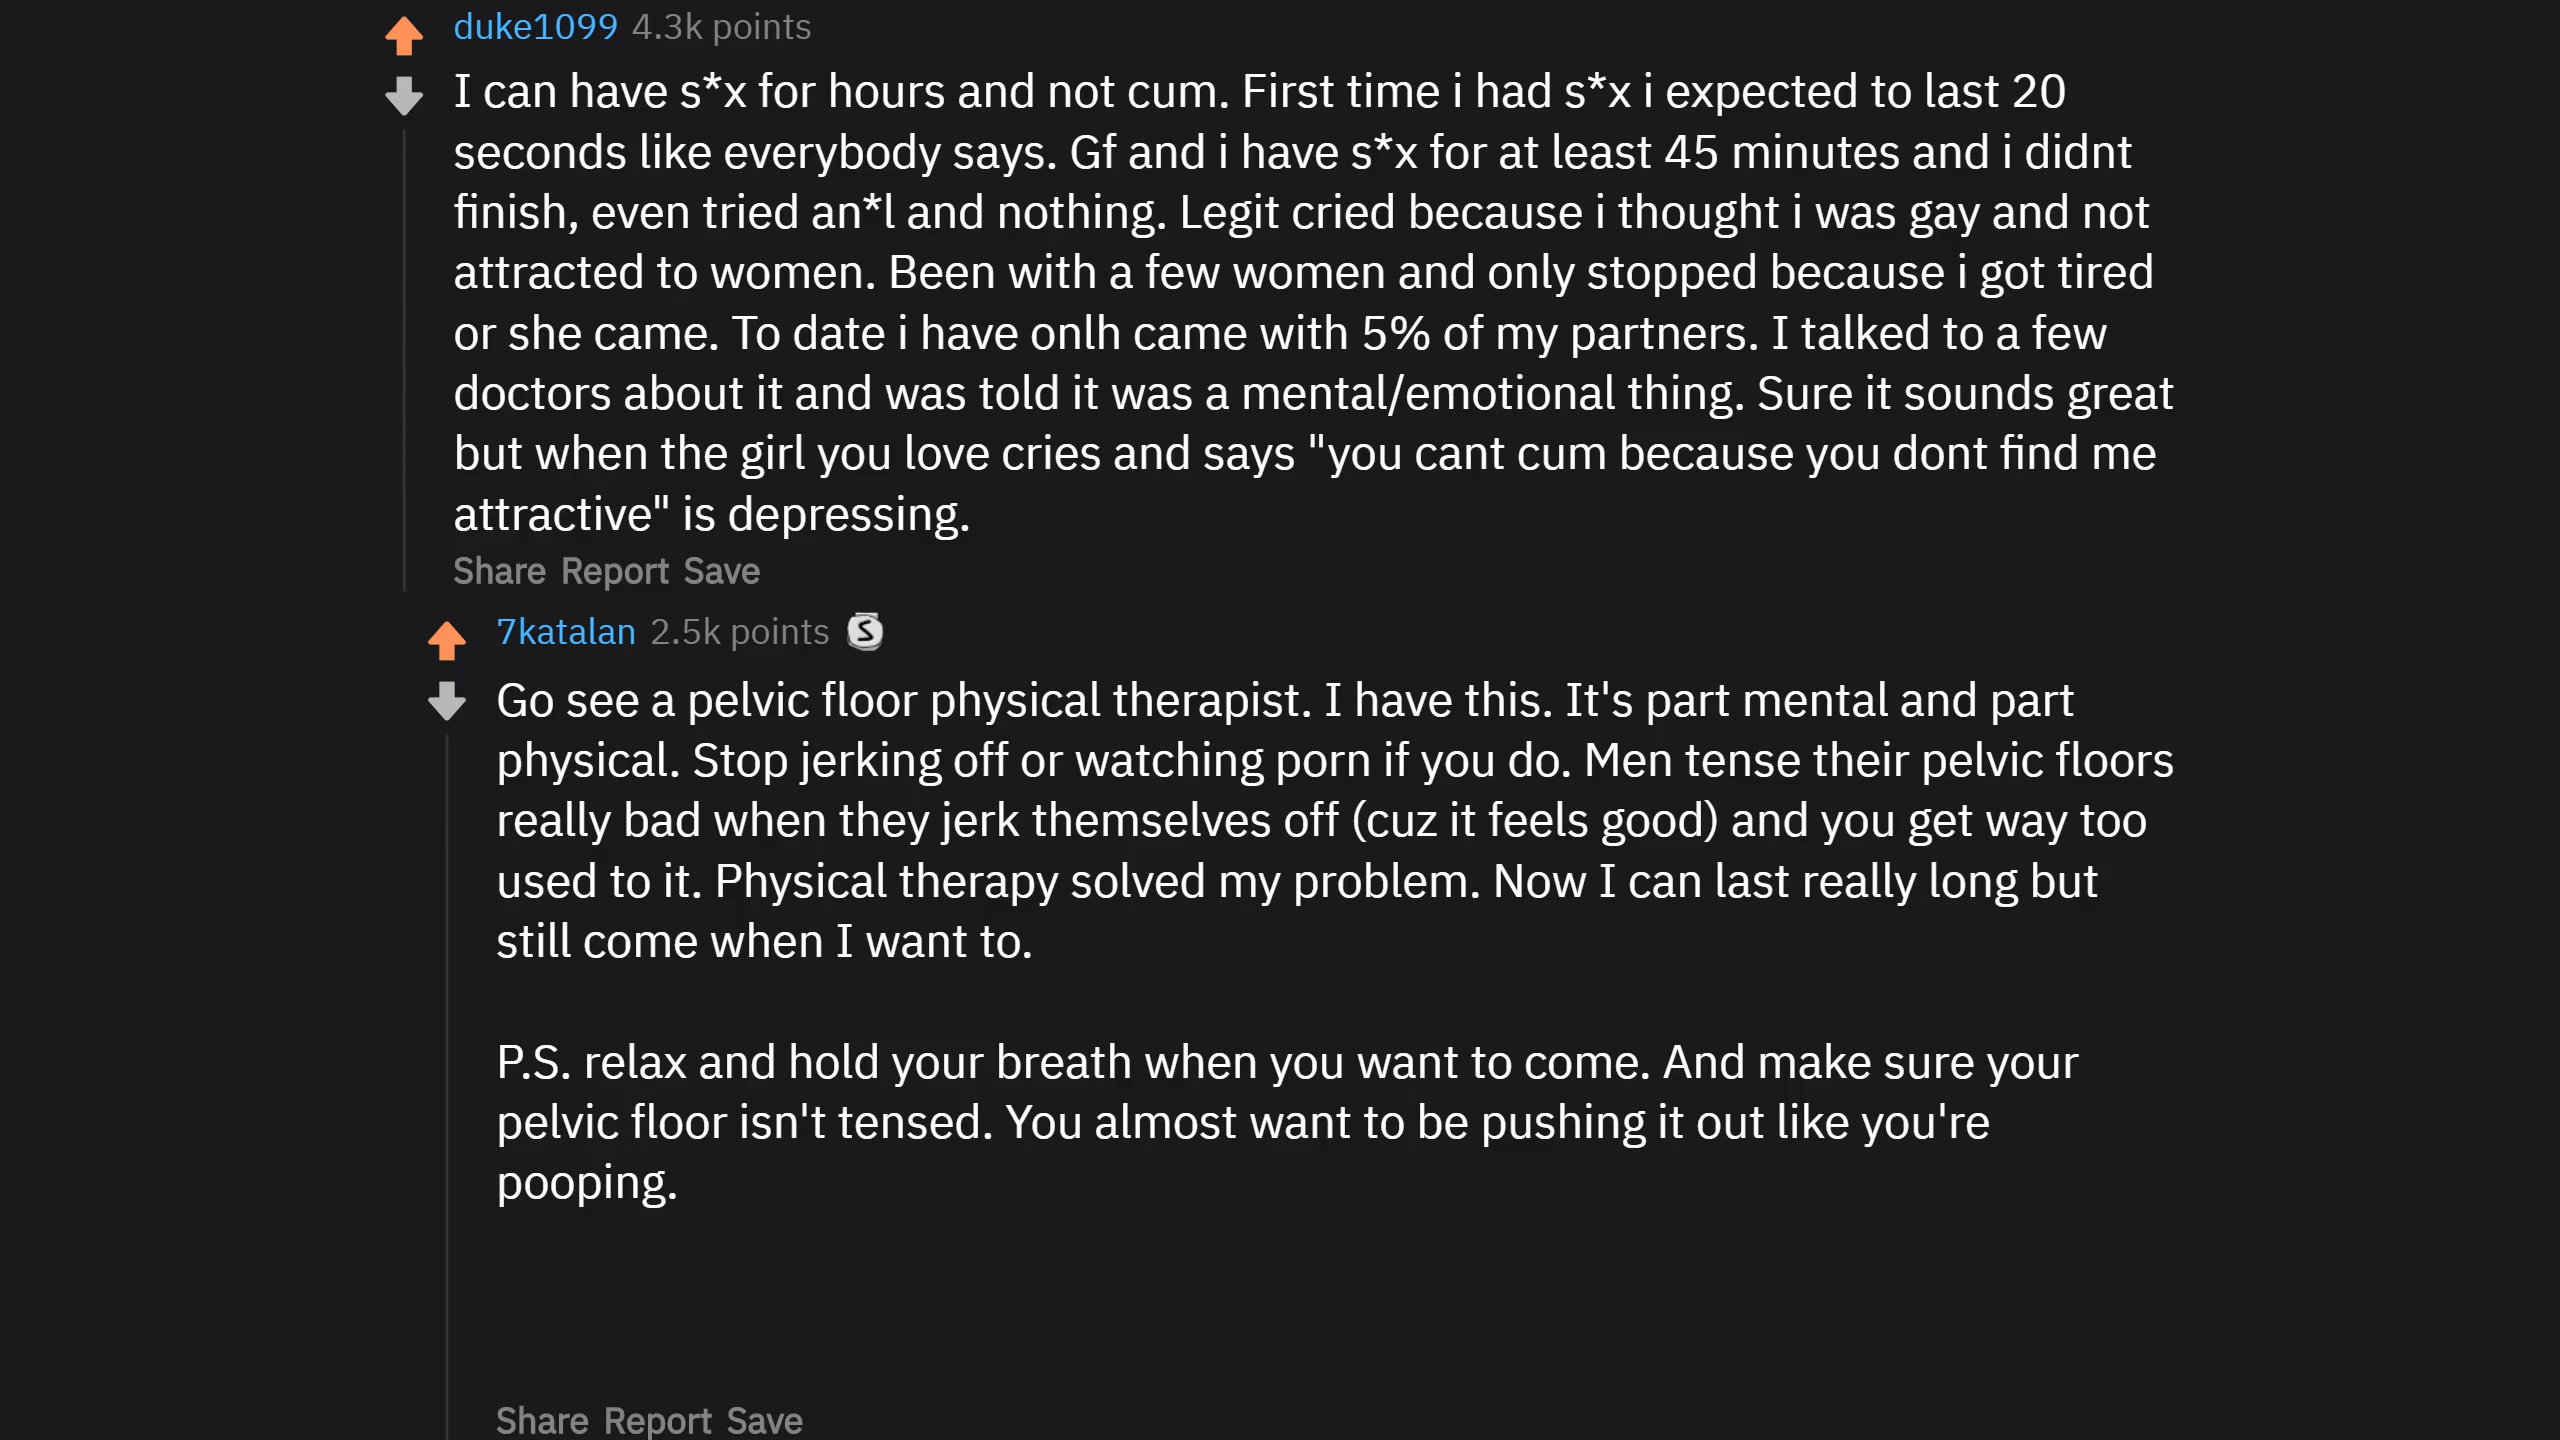 duke1099 4.3k points
I can have s*x for hours and not cum. First time i had s*x i expected to last 20
seconds like everybody says. Gf and i have s*x for at least 45 minutes and i didnt
finish, even tried an*l and nothing. Legit cried because i thought i was gay and not
attracted to women. Been with a few women and only stopped because i got tired
or she came. To date i have onlh came with 5% of my partners. I talked to a few
doctors about it and was told it was a mental/emotional thing. Sure it sounds great
but when the girl you love cries and says "you cant cum because you dont find me
attractive" is depressing.
Share Report Save
7katalan 2.5k points S
Go see a pelvic floor physical therapist. I have this. It's part mental and part
physical. Stop jerking off or watching porn if you do. Men tense their pelvic floors
really bad when they jerk themselves off (cuz it feels good) and you get way too
used to it. Physical therapy solved my problem. Now I can last really long but
still come when I want to.
P.S. relax and hold your breath when you want to come. And make sure your
pelvic floor isn't tensed. You almost want to be pushing it out like you're
pooping.
Share Report Save